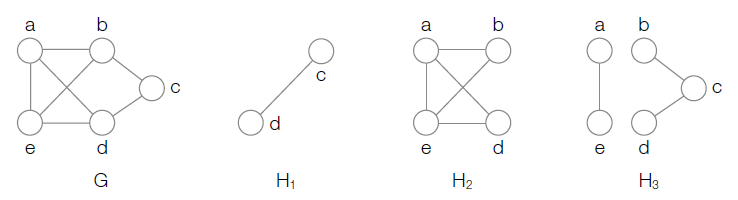 a b a b a b
c c c
d
e d e d e d
G H₁ H₂ H₃